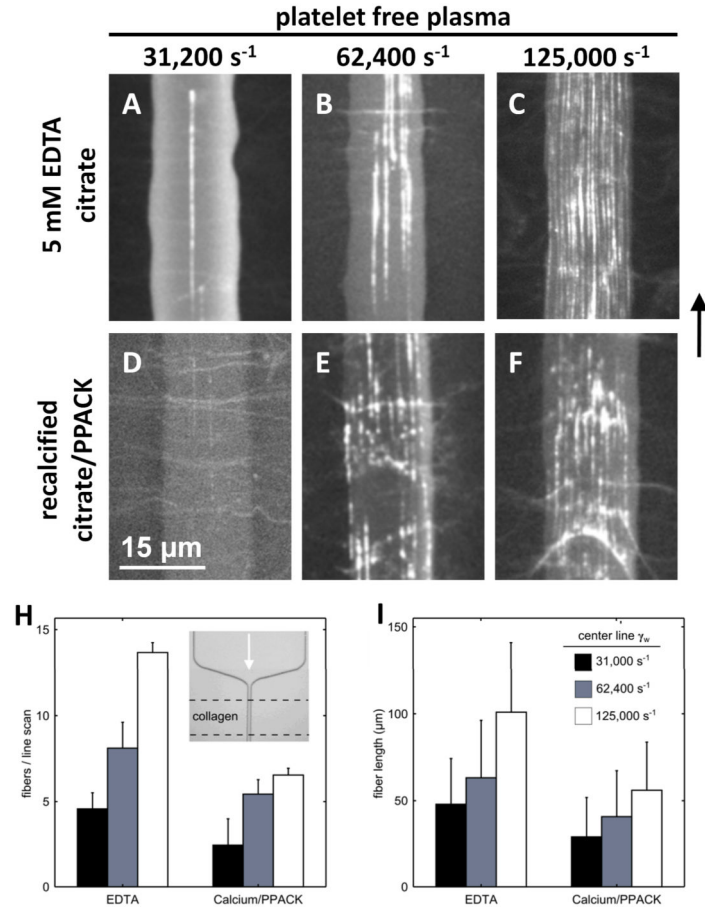 platelet free plasma
31,200 s⁻¹ 62,400 s⁻¹ 125,000 s⁻¹
5 mM EDTA
citrate
A B C
recalcified
citrate/PPACK
D E F
15 µm
H I
15
10
5
0
fibers / line scan
collagen
EDTA Calcium/PPACK
150
100
50
0
fiber length (µm)
center line γw
31,000 s⁻¹
62,400 s⁻¹
125,000 s⁻¹
EDTA Calcium/PPACK